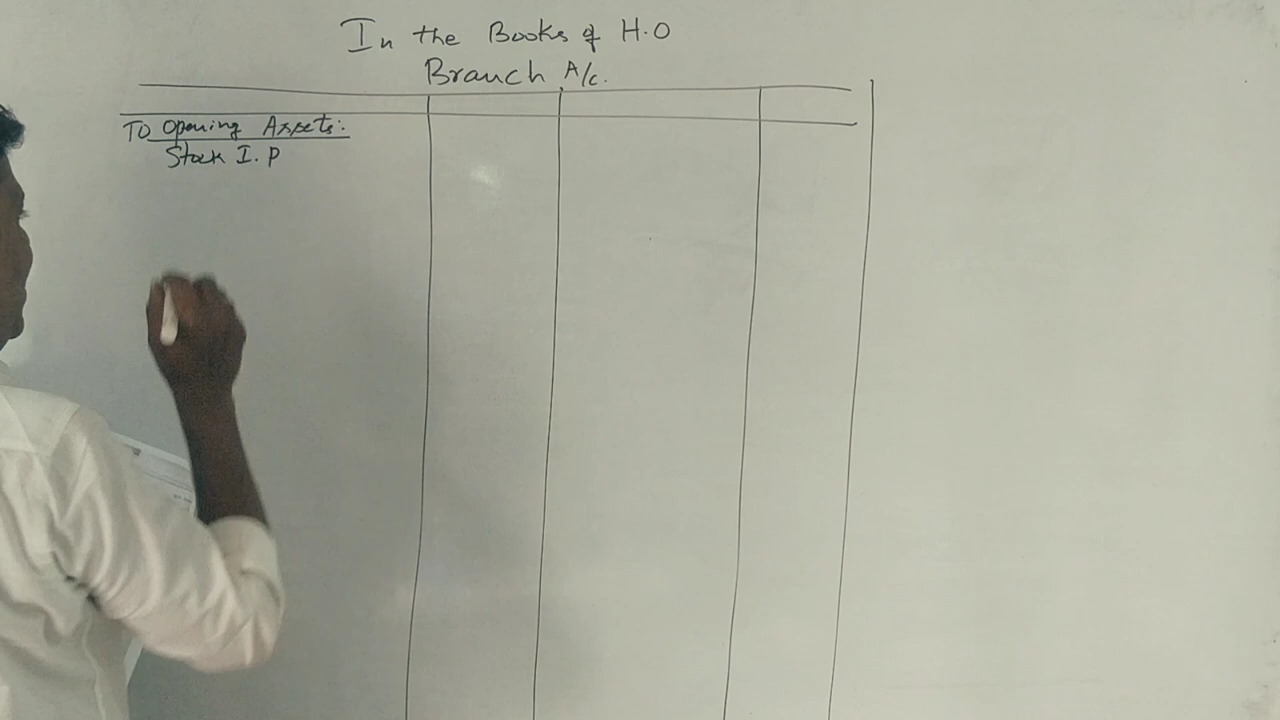 In the Books of H.O
Branch A/c.
To Opening Assets:
Stock I.P